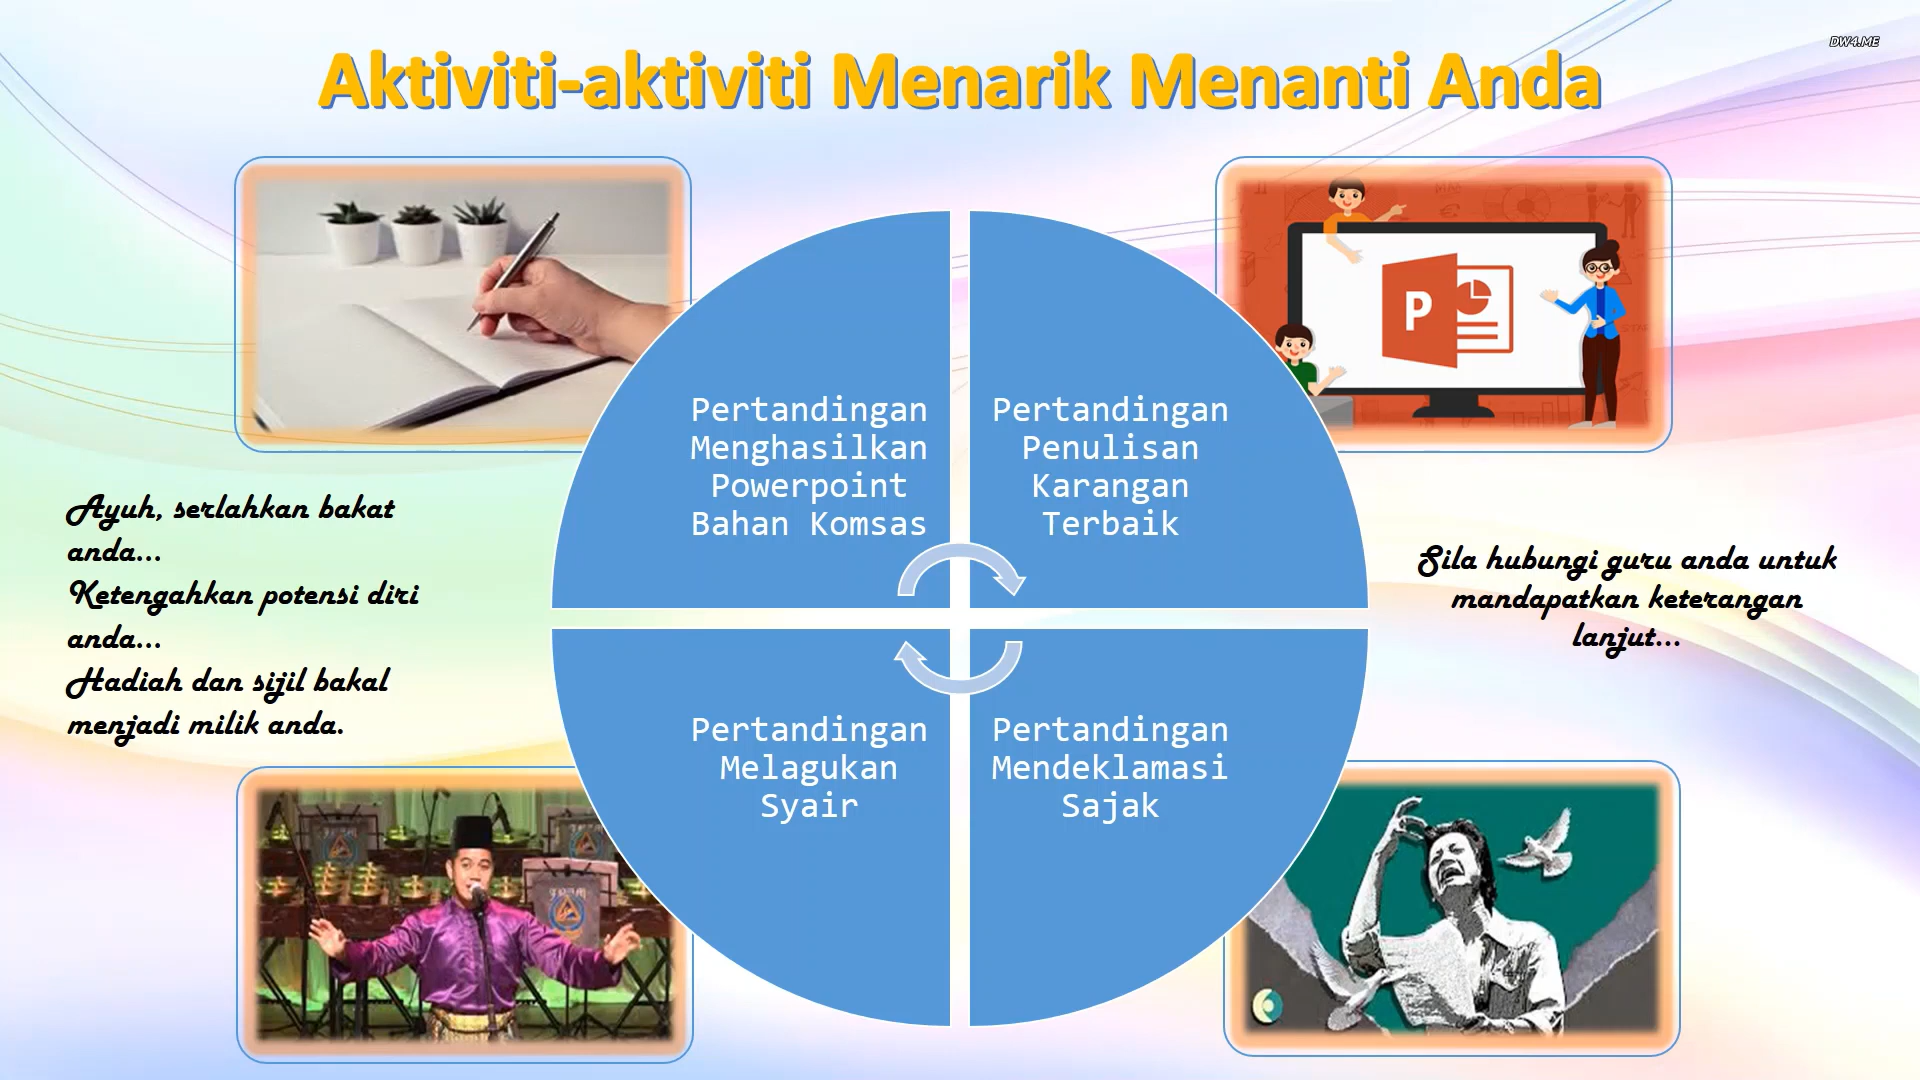 Aktiviti-aktiviti Menarik Menanti Anda
DW4.ME
P
Pertandingan
Menghasilkan
Powerpoint
Bahan Komsas
Pertandingan
Penulisan
Karangan
Terbaik
Ayuh, serlahkan bakat
anda...
Ketengahkan potensi diri
anda...
Hadiah dan sijil bakal
menjadi milik anda.
Sila hubungi guru anda untuk
mandapatkan keterangan
lanjut...
Pertandingan
Melagukan
Syair
Pertandingan
Mendeklamasi
Sajak